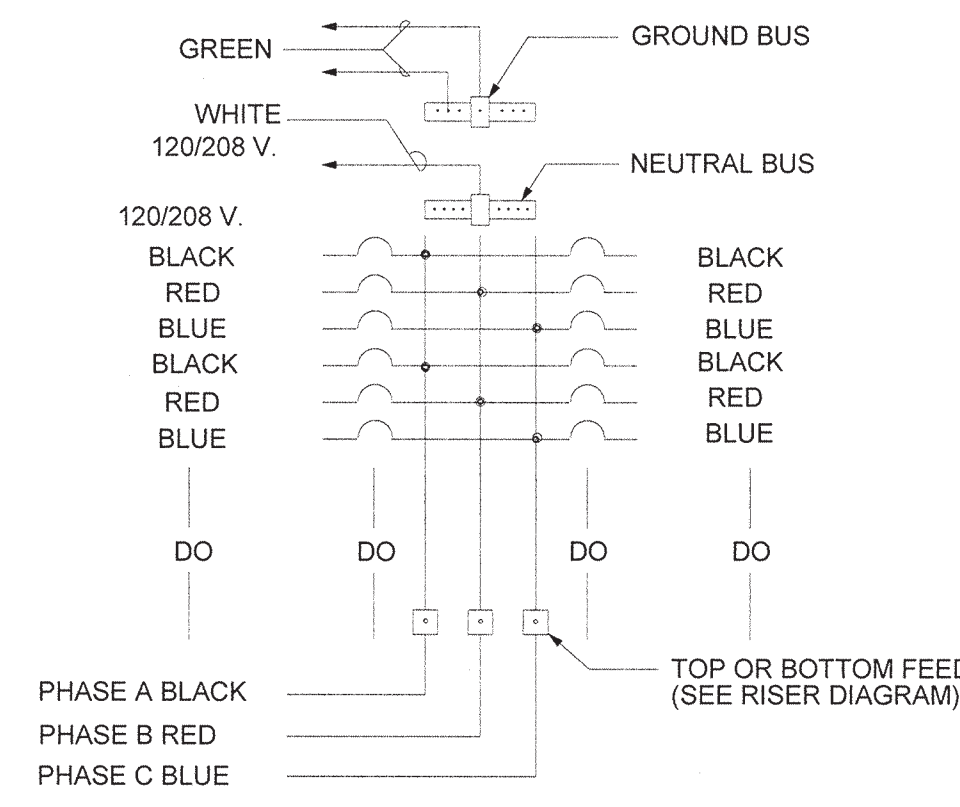 GREEN
GROUND BUS
WHITE
120/208 V.
NEUTRAL BUS
120/208 V.
BLACK BLACK
RED RED
BLUE BLUE
BLACK BLACK
RED RED
BLUE BLUE
DO DO DO DO
TOP OR BOTTOM FEED
(SEE RISER DIAGRAM)
PHASE A BLACK
PHASE B RED
PHASE C BLUE